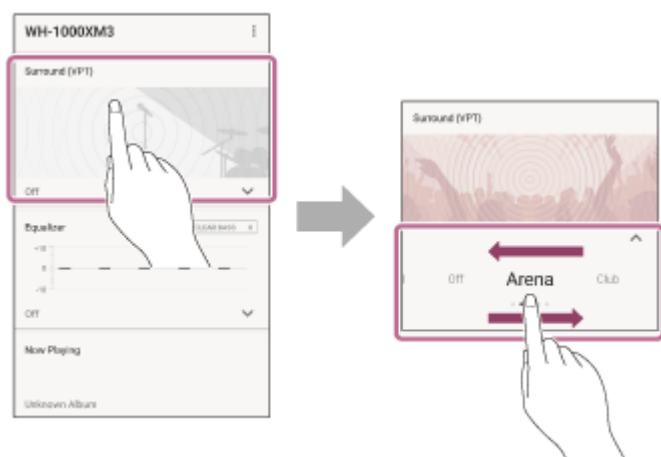 WH-1000XM3
Surround (VPT)
Off
Equalizer
CLEAR BASS
+10
0
-10
Off
Now Playing
Unknown Album
Surround (VPT)
Off
Arena
Club